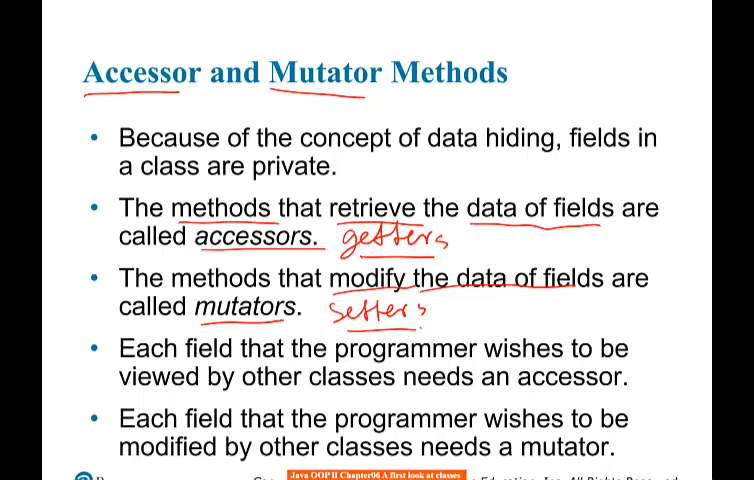 Accessor and Mutator Methods
• Because of the concept of data hiding, fields in
a class are private.
• The methods that retrieve the data of fields are
called accessors. getters
• The methods that modify the data of fields are
called mutators. setters
• Each field that the programmer wishes to be
viewed by other classes needs an accessor.
• Each field that the programmer wishes to be
modified by other classes needs a mutator.
Java OOP II Chapter06 A first look at classes